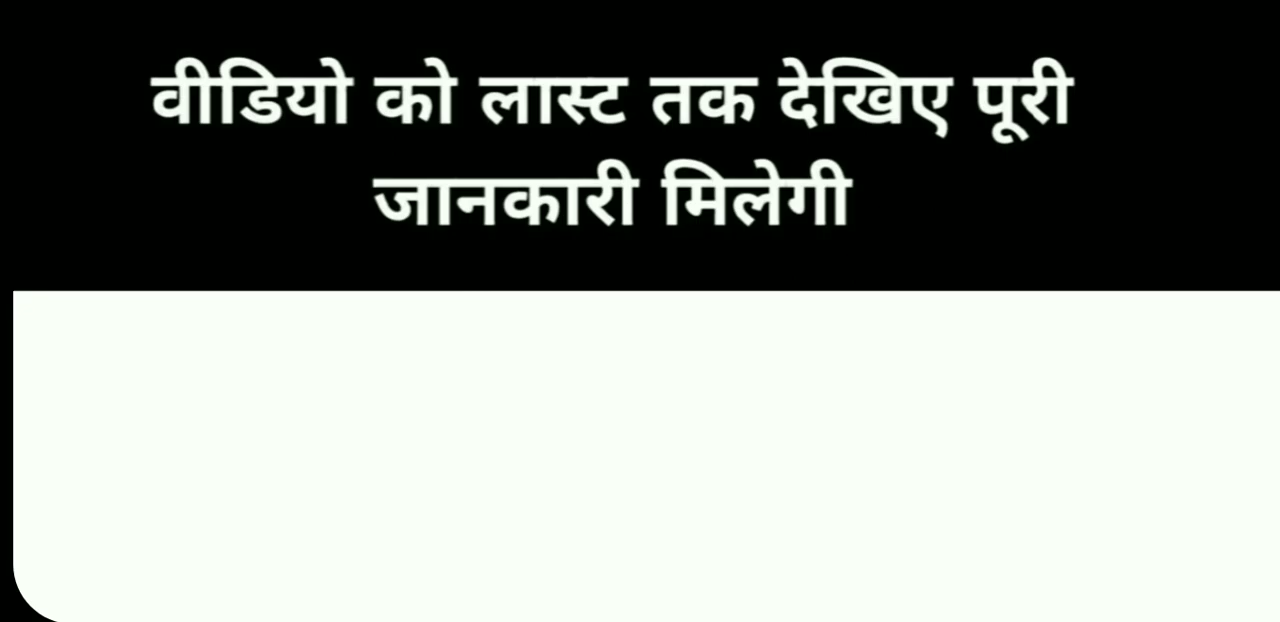 वीडियो को लास्ट तक देखिए पूरी
जानकारी मिलेगी